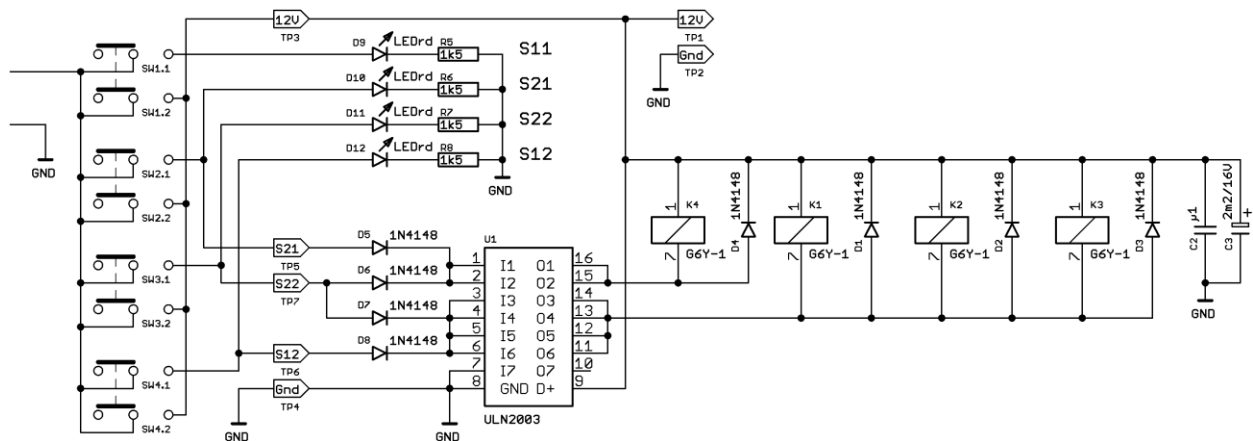 12V
TP3
12V
TP1
Gnd
TP2
GND
D9
LEDrd
R5
1k5
S11
SW1.1
D10
LEDrd
R6
1k5
S21
SW1.2
D11
LEDrd
R7
1k5
S22
D12
LEDrd
R8
1k5
S12
GND
GND
SW2.1
SW2.2
1
K4
7
G6Y-1
D4
1N4148
1
K1
7
G6Y-1
D1
1N4148
1
K2
7
G6Y-1
D2
1N4148
1
K3
7
G6Y-1
D3
1N4148
C2
µ1
C3
2m2/16V
+
GND
S21
TP5
D5
1N4148
S22
TP7
D6
1N4148
D7
1N4148
S12
TP6
D8
1N4148
Gnd
TP4
GND
GND
SW3.1
SW3.2
SW4.1
SW4.2
U1
1 I1 O1 16
2 I2 O2 15
3 I3 O3 14
4 I4 O4 13
5 I5 O5 12
6 I6 O6 11
7 I7 O7 10
8 GND D+ 9
ULN2003